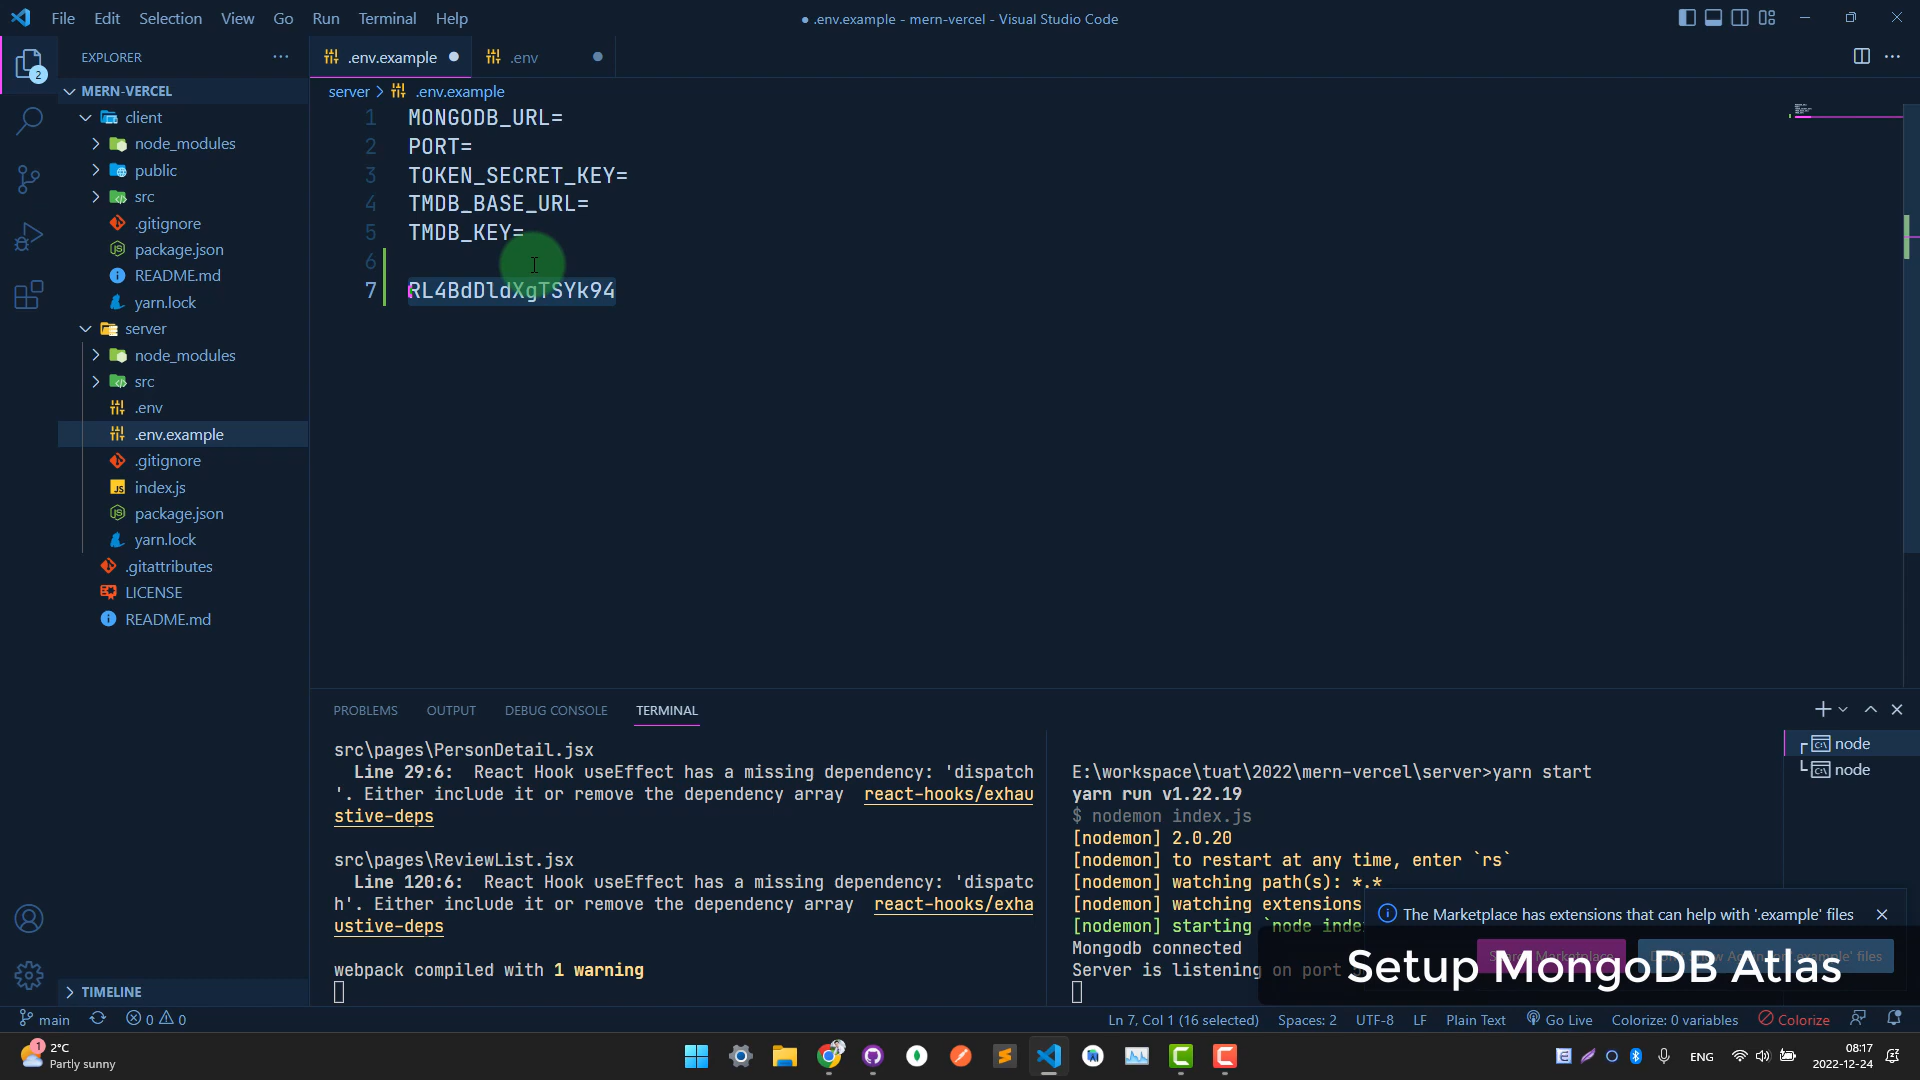 File Edit Selection View Go Run Terminal Help
● .env.example - mern-vercel - Visual Studio Code
EXPLORER
.env.example
.env
2
MERN-VERCEL
server > .env.example
client
node_modules
public
src
.gitignore
package.json
README.md
yarn.lock
server
node_modules
src
.env
.env.example
.gitignore
index.js
package.json
yarn.lock
.gitattributes
LICENSE
README.md
TIMELINE
1 MONGODB_URL=
2 PORT=
3 TOKEN_SECRET_KEY=
4 TMDB_BASE_URL=
5 TMDB_KEY=
6
7 RL4BdDldXgTSYk94
PROBLEMS OUTPUT DEBUG CONSOLE TERMINAL
src\pages\PersonDetail.jsx
Line 29:6: React Hook useEffect has a missing dependency: 'dispatch
'. Either include it or remove the dependency array react-hooks/exhau
stive-deps
src\pages\ReviewList.jsx
Line 120:6: React Hook useEffect has a missing dependency: 'dispatc
h'. Either include it or remove the dependency array react-hooks/exha
ustive-deps
webpack compiled with 1 warning
E:\workspace\tuat\2022\mern-vercel\server>yarn start
yarn run v1.22.19
$ nodemon index.js
[nodemon] 2.0.20
[nodemon] to restart at any time, enter `rs`
[nodemon] watching path(s): *.*
[nodemon] watching extensions
[nodemon] starting `node inde
Mongodb connected
Server is listening on port
node
node
The Marketplace has extensions that can help with '.example' files
Setup MongoDB Atlas
main
0 0
Ln 7, Col 1 (16 selected)
Spaces: 2
UTF-8
LF
Plain Text
Go Live
Colorize: 0 variables
Colorize
1
2°C
Partly sunny
ENG
08:17
2022-12-24